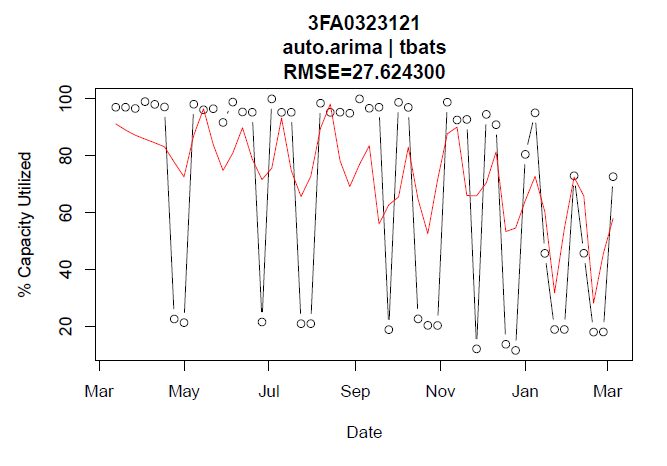 3FA0323121
auto.arima | tbats
RMSE=27.624300
% Capacity Utilized
100
80
60
40
20
Mar May Jul Sep Nov Jan Mar
Date